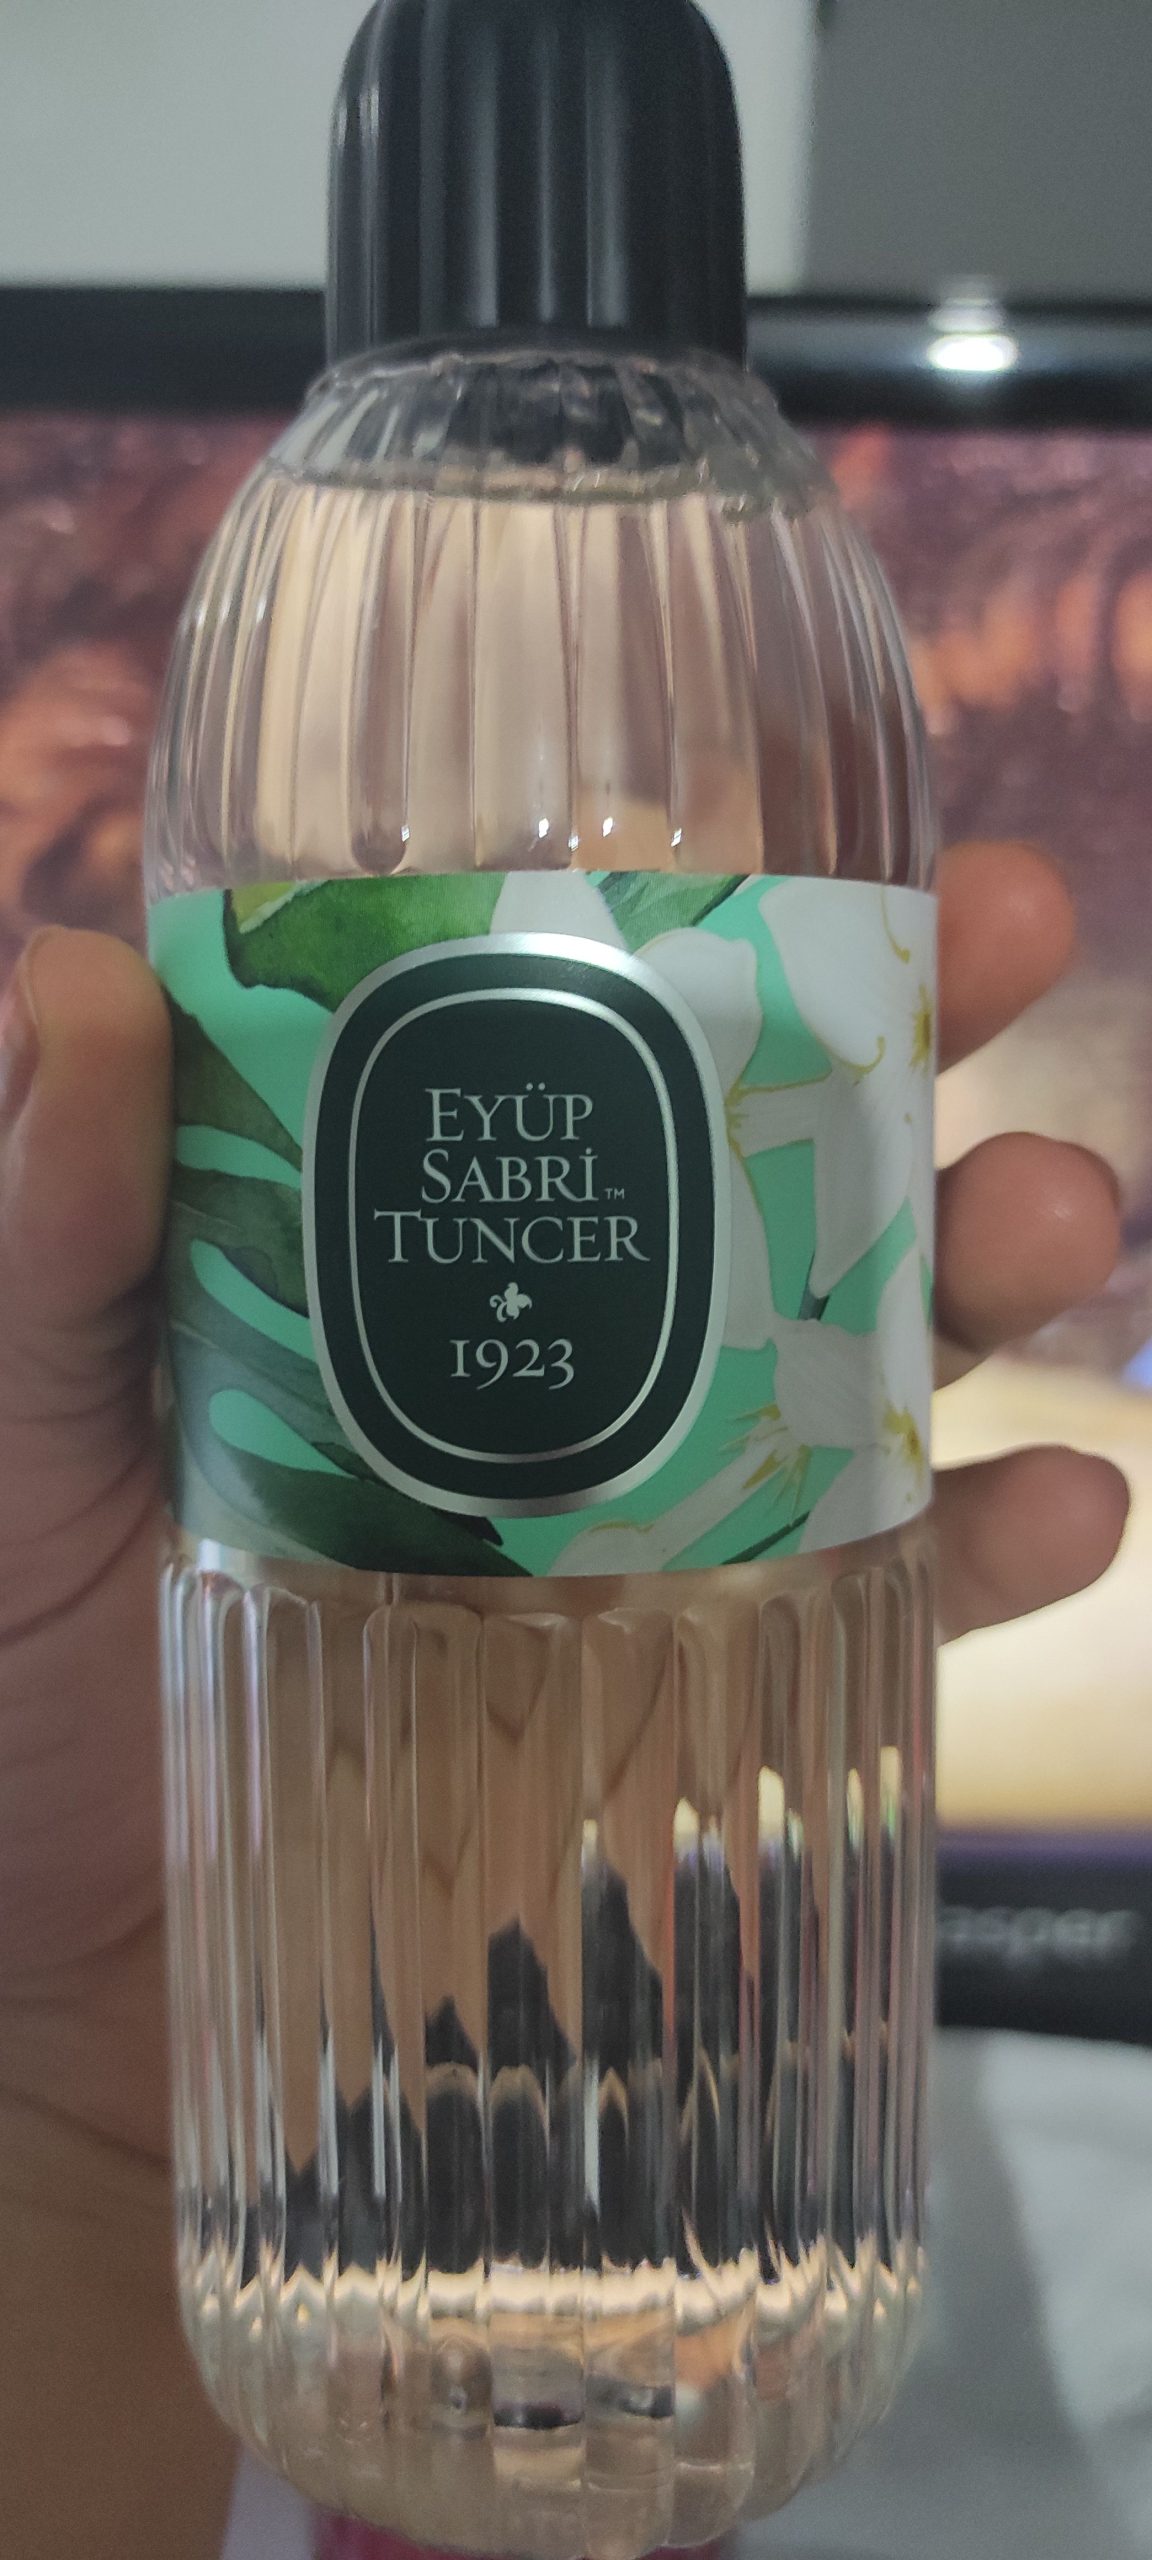 EYÜP
SABRİ™
TUNCER
1923